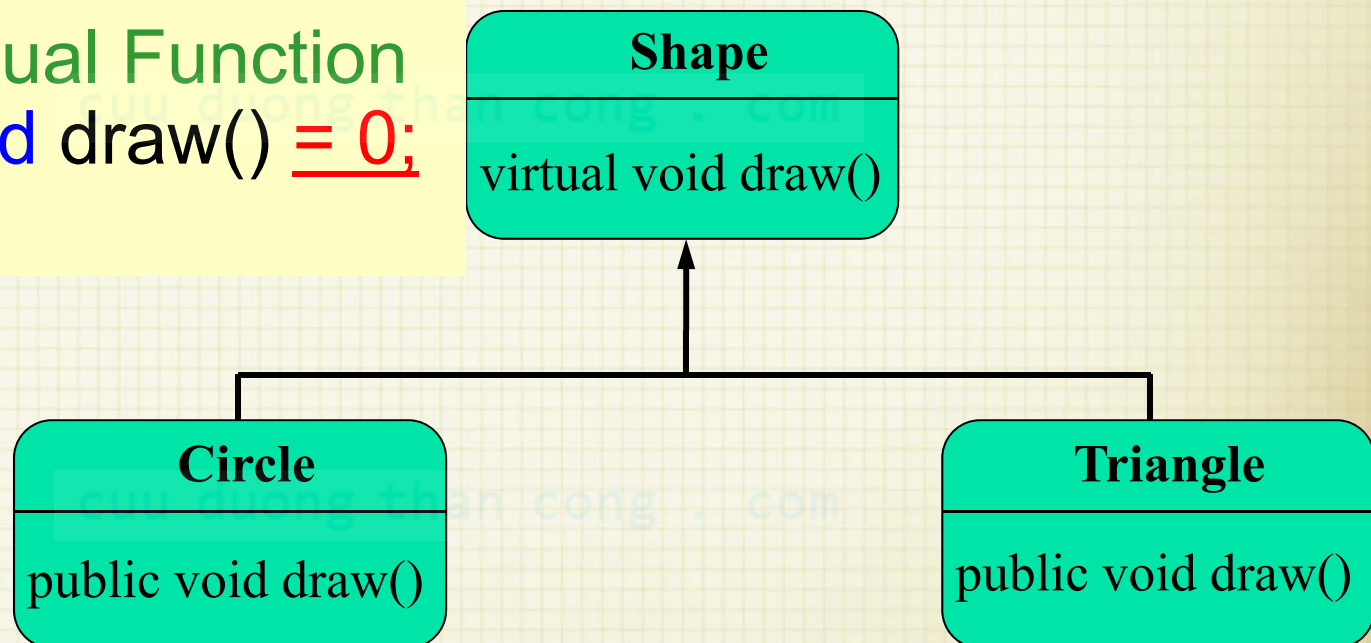 ual Function
d draw() = 0;
Shape
virtual void draw()
cuu duong than cong . com
Circle
public void draw()
Triangle
public void draw()
cuu duong than cong . com